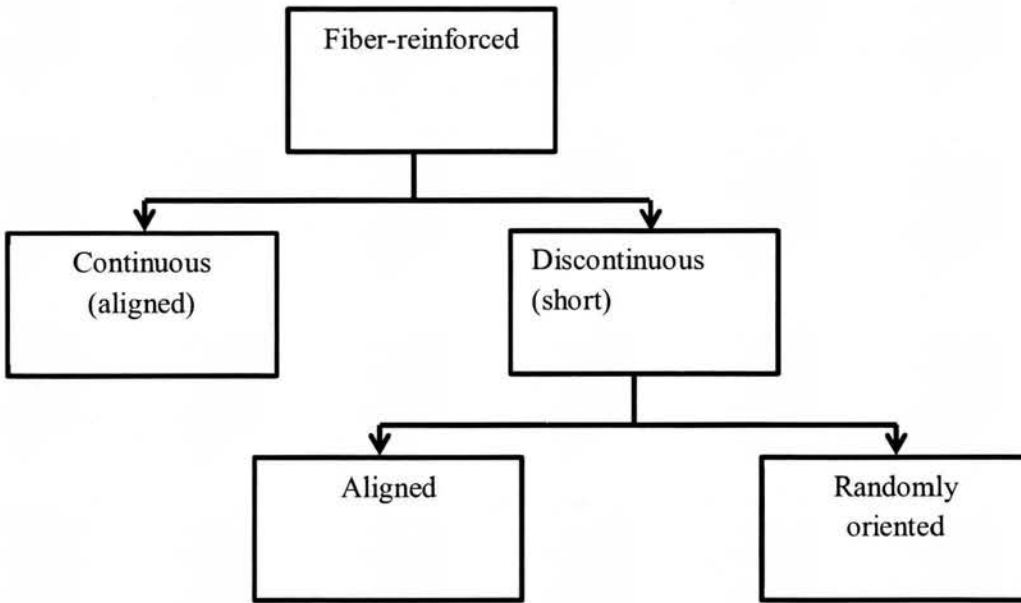 Fiber-reinforced
Continuous
(aligned)
Discontinuous
(short)
Aligned
Randomly
oriented